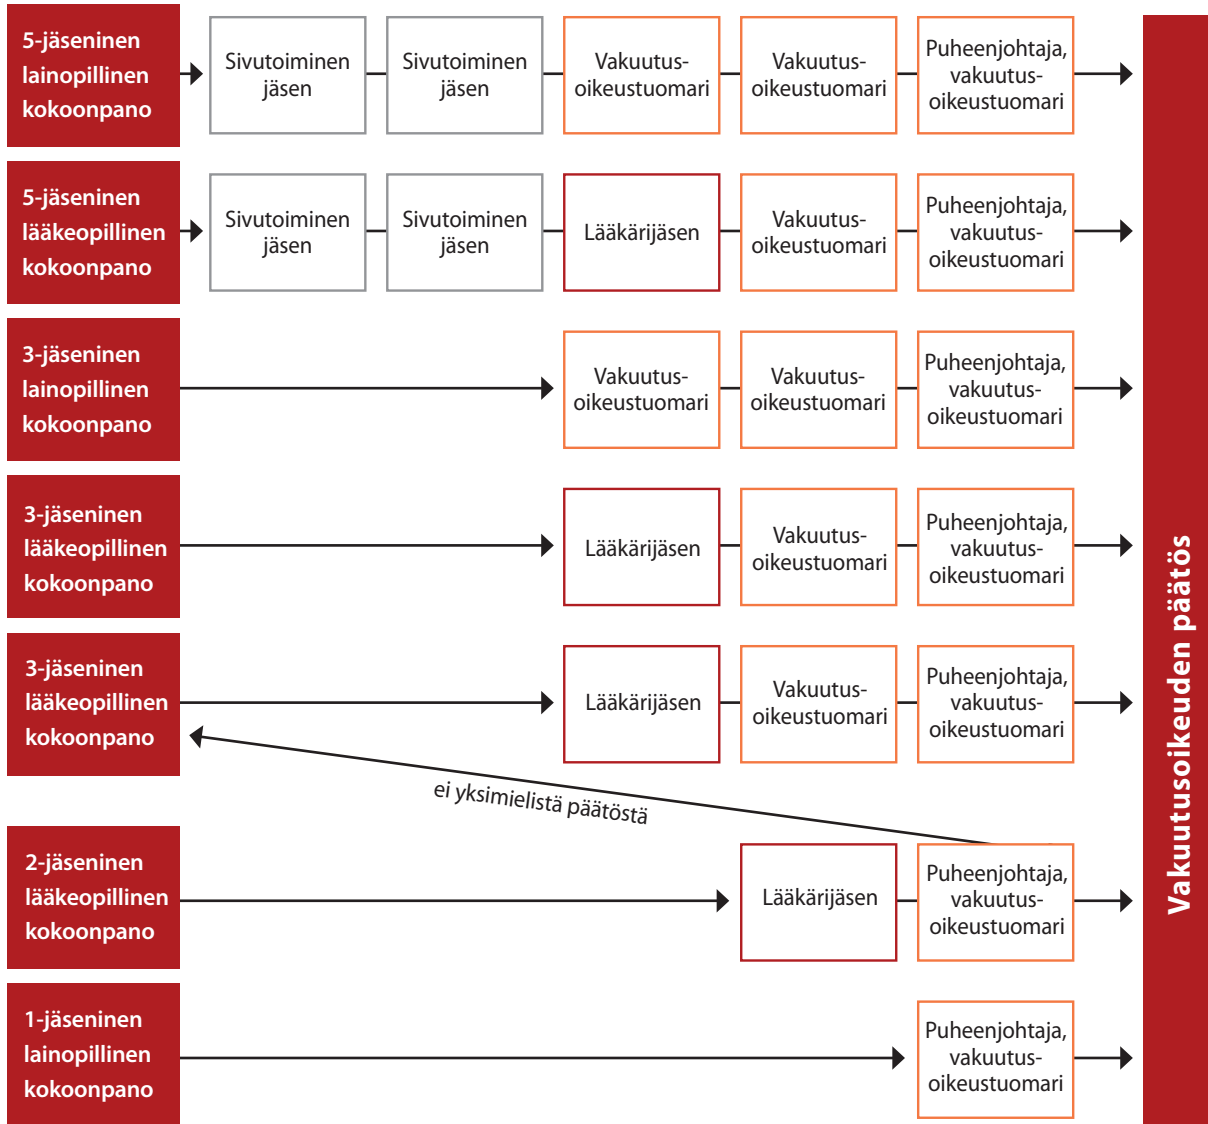 5-jäseninen
lainopillinen
kokoonpano
Sivutoiminen
jäsen
Sivutoiminen
jäsen
Vakuutus-
oikeustuomari
Vakuutus-
oikeustuomari
Puheenjohtaja,
vakuutus-
oikeustuomari
5-jäseninen
lääkeopillinen
kokoonpano
Sivutoiminen
jäsen
Sivutoiminen
jäsen
Lääkärijäsen
Vakuutus-
oikeustuomari
Puheenjohtaja,
vakuutus-
oikeustuomari
3-jäseninen
lainopillinen
kokoonpano
Vakuutus-
oikeustuomari
Vakuutus-
oikeustuomari
Puheenjohtaja,
vakuutus-
oikeustuomari
3-jäseninen
lääkeopillinen
kokoonpano
Lääkärijäsen
Vakuutus-
oikeustuomari
Puheenjohtaja,
vakuutus-
oikeustuomari
3-jäseninen
lääkeopillinen
kokoonpano
Lääkärijäsen
Vakuutus-
oikeustuomari
Puheenjohtaja,
vakuutus-
oikeustuomari
ei yksimielistä päätöstä
2-jäseninen
lääkeopillinen
kokoonpano
Lääkärijäsen
Puheenjohtaja,
vakuutus-
oikeustuomari
1-jäseninen
lainopillinen
kokoonpano
Puheenjohtaja,
vakuutus-
oikeustuomari
Vakuutusoikeuden päätös